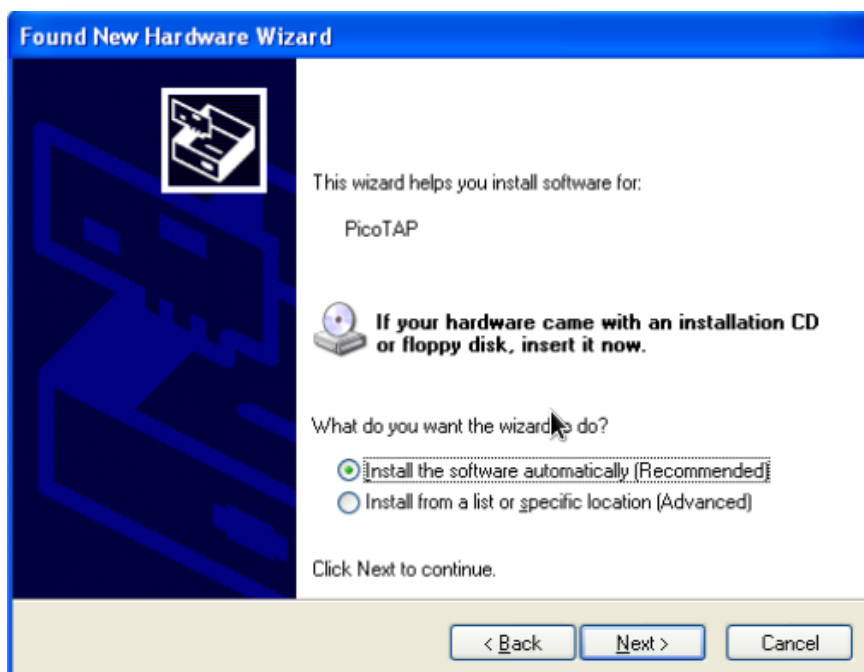 Found New Hardware Wizard
This wizard helps you install software for:
PicoTAP
If your hardware came with an installation CD
or floppy disk, insert it now.
What do you want the wizard to do?
Install the software automatically (Recommended)
Install from a list or specific location (Advanced)
Click Next to continue.
< Back
Next >
Cancel